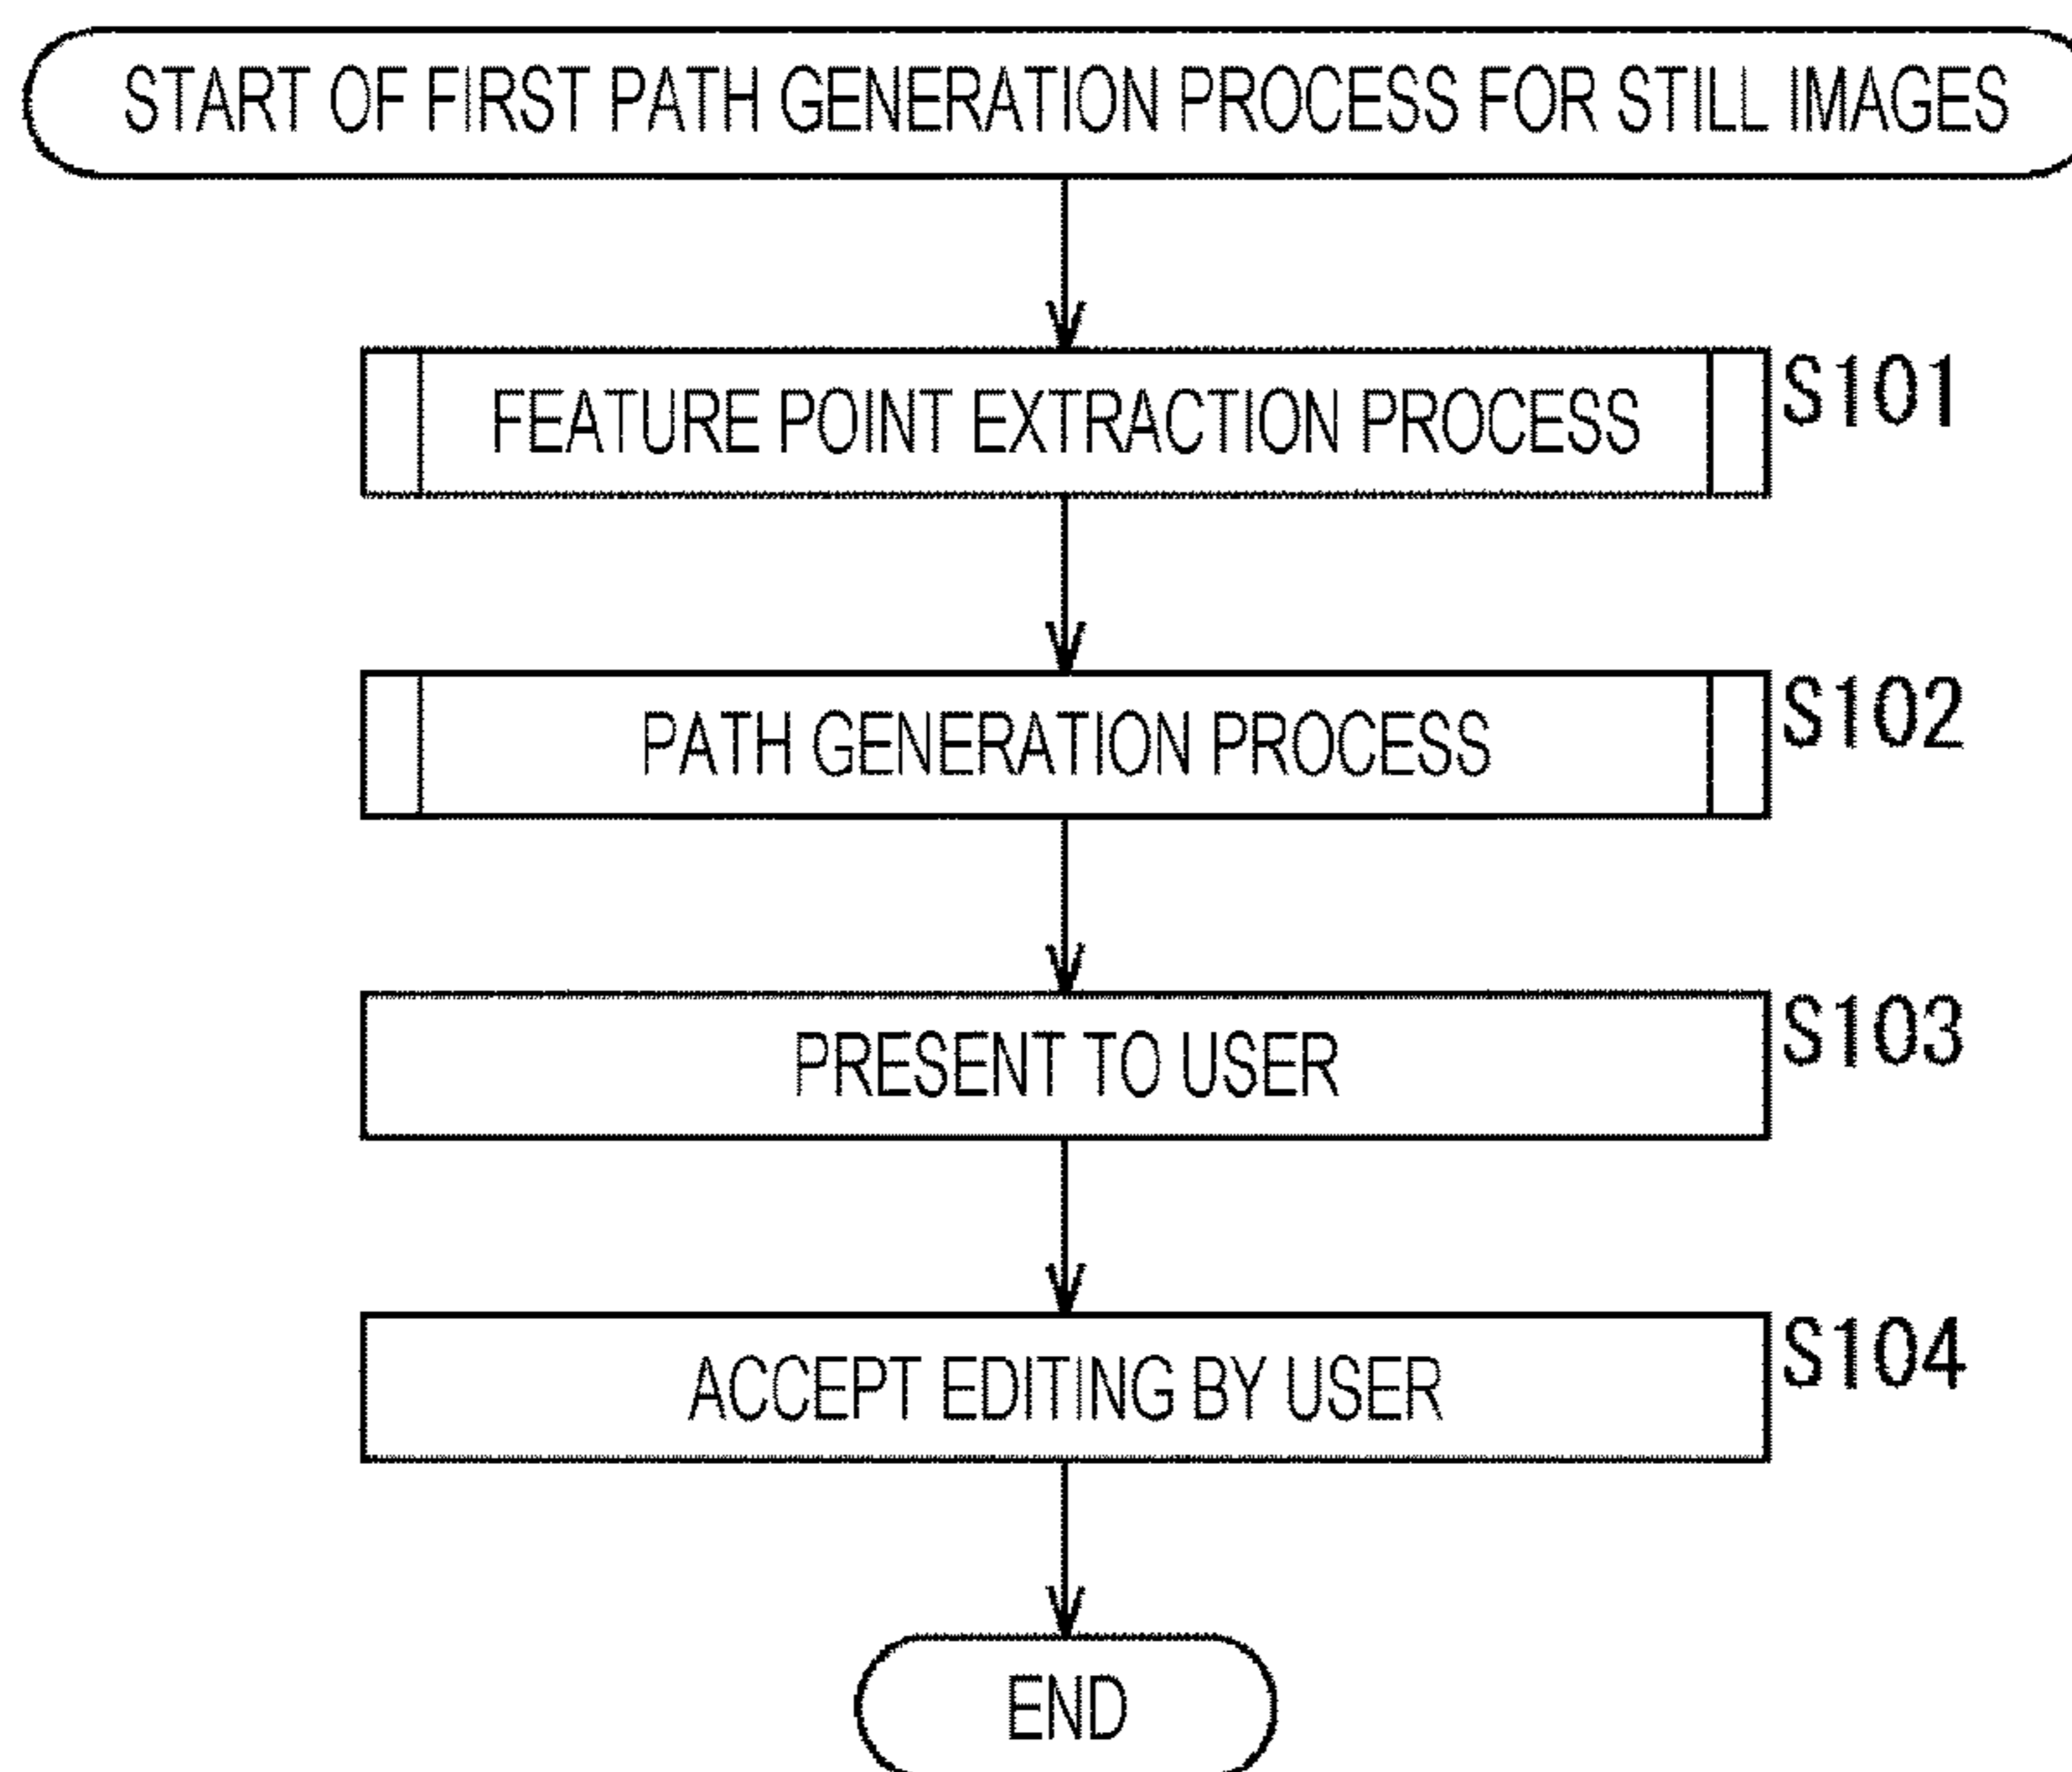 START OF FIRST PATH GENERATION PROCESS FOR STILL IMAGES
FEATURE POINT EXTRACTION PROCESS S101
PATH GENERATION PROCESS S102
PRESENT TO USER S103
ACCEPT EDITING BY USER S104
END